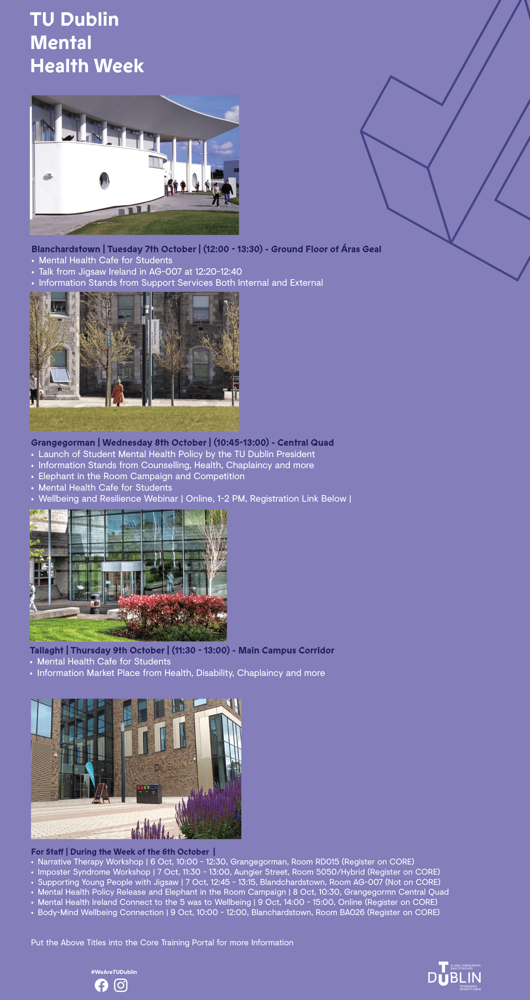 TU Dublin
Mental
Health Week
Blanchardstown | Tuesday 7th October | (12:00 - 13:30) - Ground Floor of Áras Geal
• Mental Health Cafe for Students
• Talk from Jigsaw Ireland in AG-007 at 12:20-12:40
• Information Stands from Support Services Both Internal and External
Féidearthachtaí
Grangegorman | Wednesday 8th October | (10:45-13:00) - Central Quad
• Launch of Student Mental Health Policy by the TU Dublin President
• Information Stands from Counselling, Health, Chaplaincy and more
• Elephant in the Room Campaign and Competition
• Mental Health Cafe for Students
• Wellbeing and Resilience Webinar | Online, 1-2 PM, Registration Link Below |
Tallaght | Thursday 9th October | (11:30 - 13:00) - Main Campus Corridor
• Mental Health Cafe for Students
• Information Market Place from Health, Disability, Chaplaincy and more
COFFEE
TU DUBLIN
For Staff | During the Week of the 6th October |
• Narrative Therapy Workshop | 6 Oct, 10:00 - 12:30, Grangegorman, Room RD015 (Register on CORE)
• Imposter Syndrome Workshop | 7 Oct, 11:30 - 13:00, Aungier Street, Room 5050/Hybrid (Register on CORE)
• Supporting Young People with Jigsaw | 7 Oct, 12:45 - 13:15, Blandchardstown, Room AG-007 (Not on CORE)
• Mental Health Policy Release and Elephant in the Room Campaign | 8 Oct, 10:30, Grangegormn Central Quad
• Mental Health Ireland Connect to the 5 was to Wellbeing | 9 Oct, 14:00 - 15:00, Online (Register on CORE)
• Body-Mind Wellbeing Connection | 9 Oct, 10:00 - 12:00, Blanchardstown, Room BA026 (Register on CORE)
Put the Above Titles into the Core Training Portal for more Information
#WeAreTUDublin
OLLSCOIL TEICNEOLAÍOCHTA
BHAILE ÁTHA CLIATH
TU DUBLIN
TECHNOLOGICAL
UNIVERSITY DUBLIN